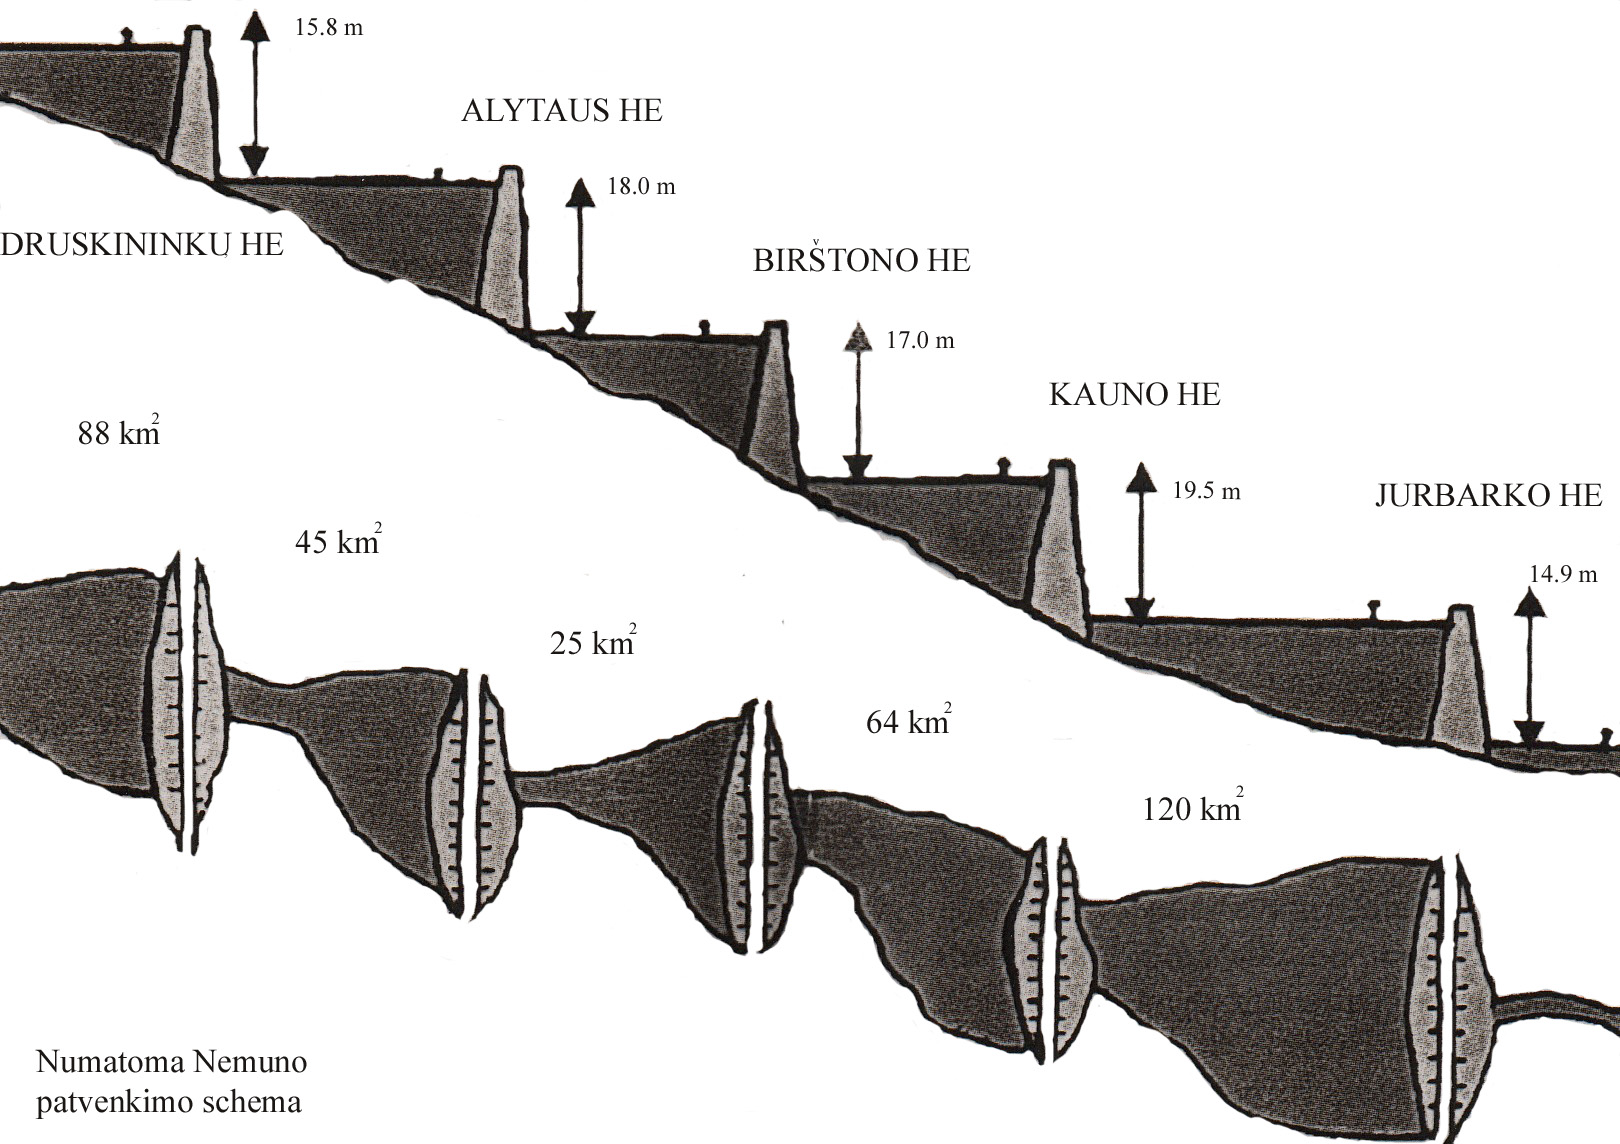 15.8 m
ALYTAUS HE
18.0 m
DRUSKININKŲ HE
BIRŠTONO HE
17.0 m
KAUNO HE
88 km²
19.5 m
JURBARKO HE
45 km²
14.9 m
25 km²
64 km²
120 km²
Numatoma Nemuno
patvenkimo schema